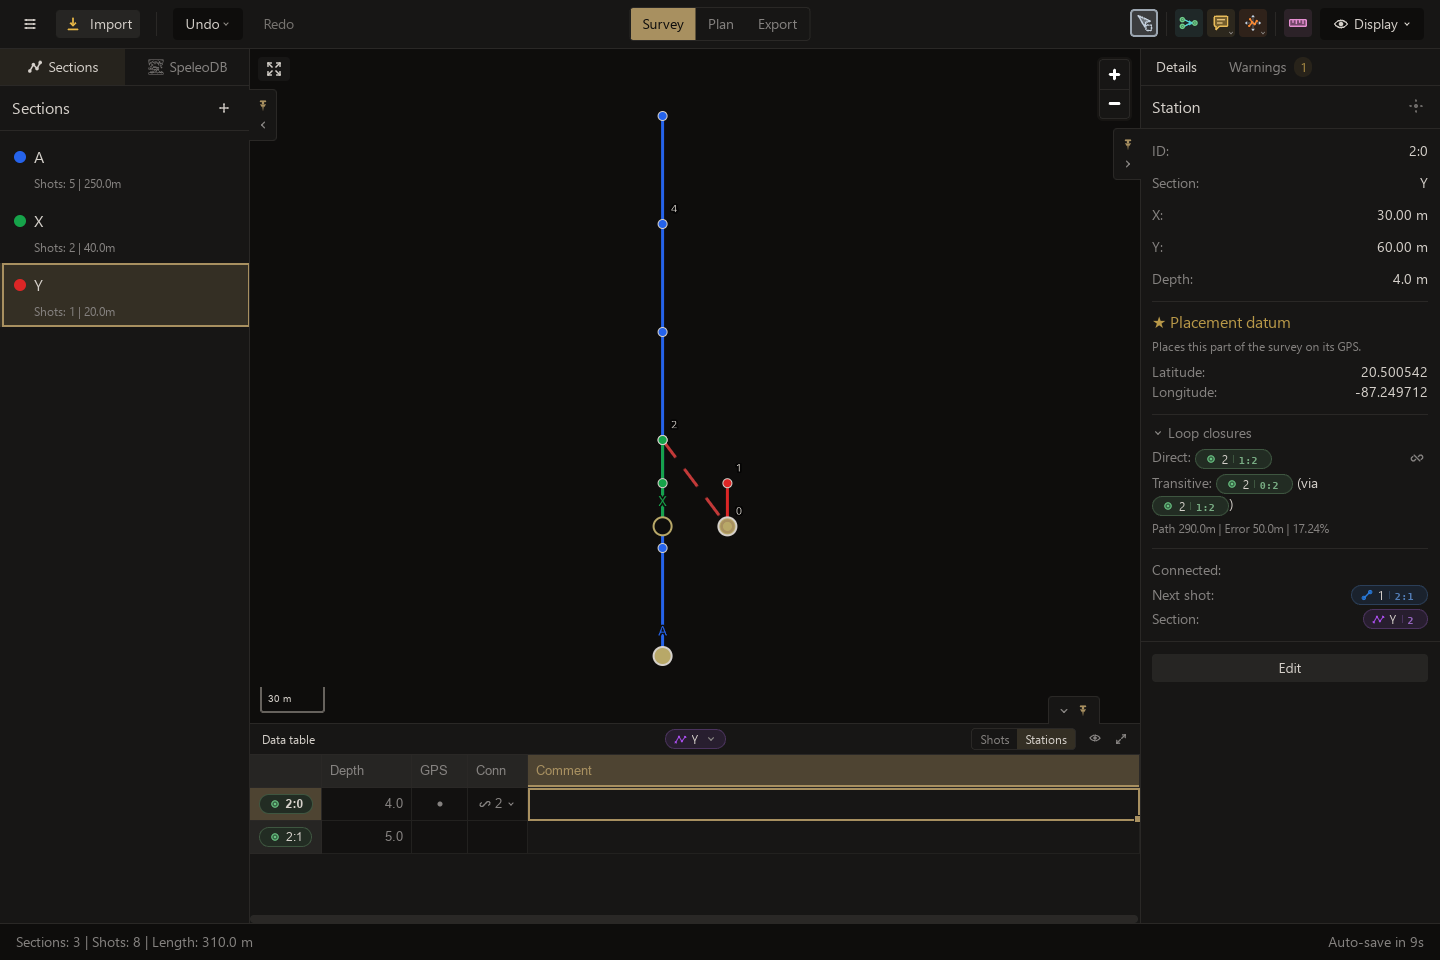 Import
Undo
Redo
Survey
Plan
Export
Display
Sections
SpeleoDB
Sections
A
Shots: 5 | 250.0m
X
Shots: 2 | 40.0m
Y
Shots: 1 | 20.0m
4
2
1
0
X
A
30 m
Details
Warnings 1
Station
ID: 2:0
Section: Y
X: 30.00 m
Y: 60.00 m
Depth: 4.0 m
★ Placement datum
Places this part of the survey on its GPS.
Latitude: 20.500542
Longitude: -87.249712
Loop closures
Direct: 2 | 1:2
Transitive: 2 | 0:2 (via
2 | 1:2 )
Path 290.0m | Error 50.0m | 17.24%
Connected:
Next shot: 1 | 2:1
Section: Y | 2
Edit
Data table
Y
Shots
Stations
Depth GPS Conn Comment
2:0 4.0 • 2
2:1 5.0
Sections: 3 | Shots: 8 | Length: 310.0 m
Auto-save in 9s